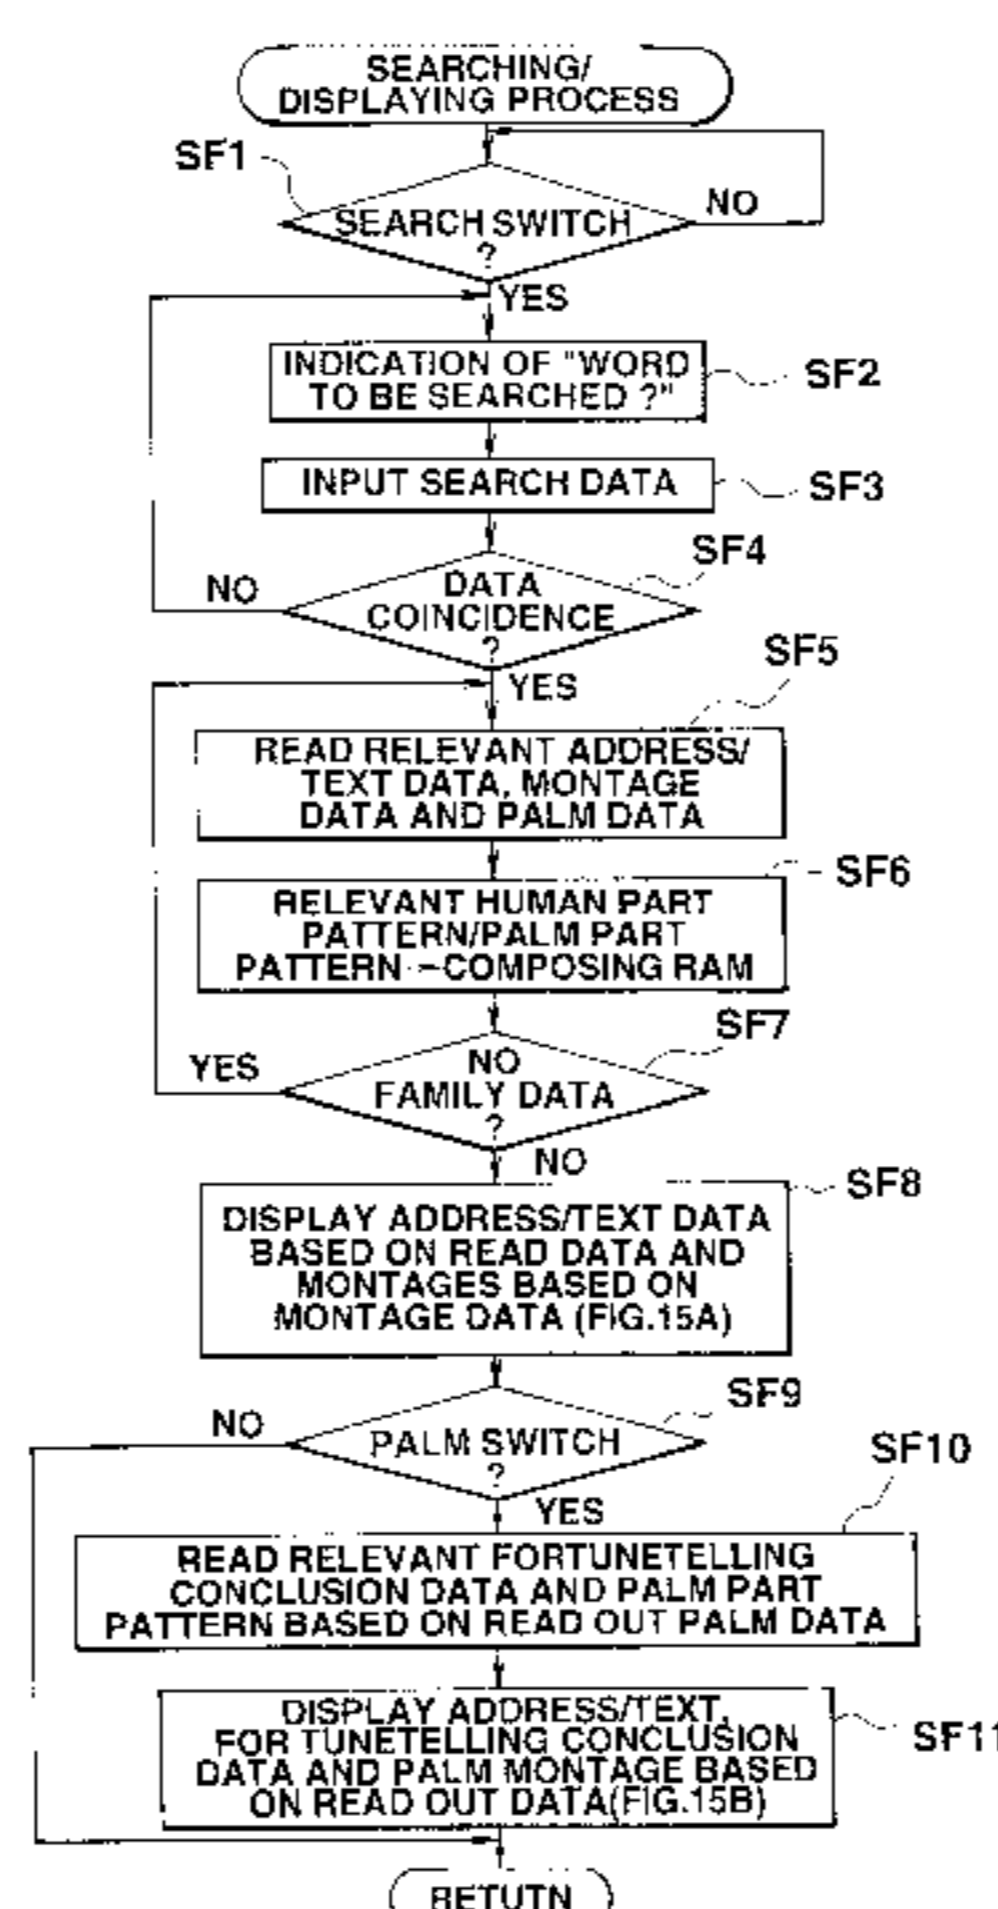 SEARCHING/
DISPLAYING PROCESS
SF1
SEARCH SWITCH
?
NO
YES
INDICATION OF "WORD
TO BE SEARCHED ?"
SF2
INPUT SEARCH DATA
SF3
SF4
DATA
COINCIDENCE
?
NO
YES
SF5
READ RELEVANT ADDRESS/
TEXT DATA, MONTAGE
DATA AND PALM DATA
SF6
RELEVANT HUMAN PART
PATTERN/PALM PART
PATTERN→COMPOSING RAM
SF7
NO
FAMILY DATA
?
YES
NO
SF8
DISPLAY ADDRESS/TEXT DATA
BASED ON READ DATA AND
MONTAGES BASED ON
MONTAGE DATA (FIG.15A)
SF9
PALM SWITCH
?
NO
YES
SF10
READ RELEVANT FORTUNETELLING
CONCLUSION DATA AND PALM PART
PATTERN BASED ON READ OUT PALM DATA
DISPLAY ADDRESS/TEXT,
FOR TUNETELLING CONCLUSION
DATA AND PALM MONTAGE BASED
ON READ OUT DATA(FIG.15B)
SF11
RETUTN